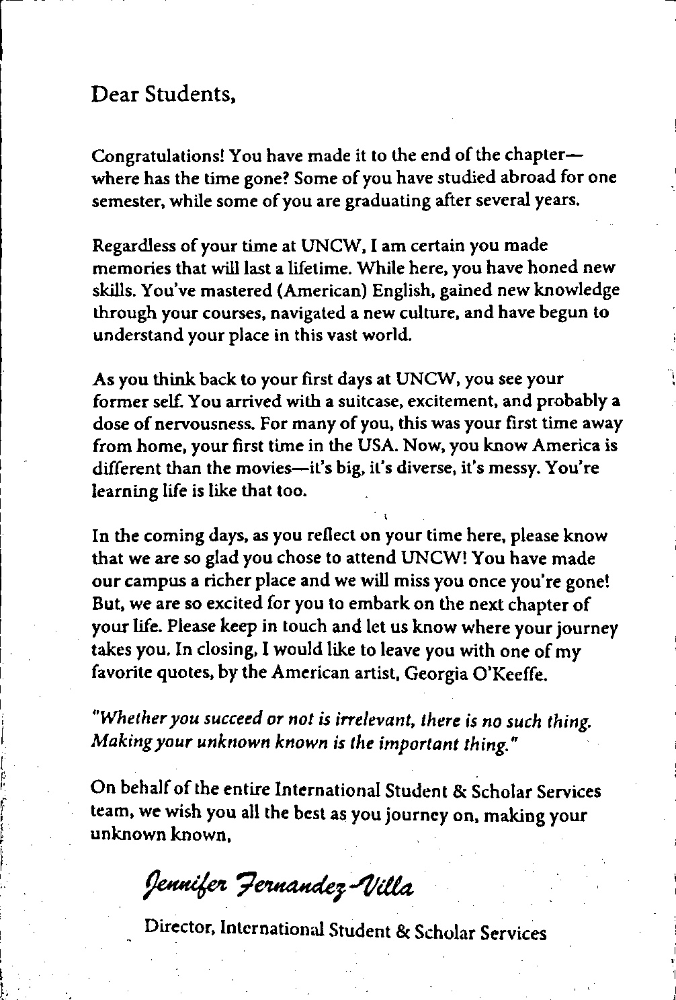 Dear Students,
Congratulations! You have made it to the end of the chapter—
where has the time gone? Some of you have studied abroad for one
semester, while some of you are graduating after several years.
Regardless of your time at UNCW, I am certain you made
memories that will last a lifetime. While here, you have honed new
skills. You've mastered (American) English, gained new knowledge
through your courses, navigated a new culture, and have begun to
understand your place in this vast world.
As you think back to your first days at UNCW, you see your
former self. You arrived with a suitcase, excitement, and probably a
dose of nervousness. For many of you, this was your first time away
from home, your first time in the USA. Now, you know America is
different than the movies—it's big, it's diverse, it's messy. You're
learning life is like that too.
In the coming days, as you reflect on your time here, please know
that we are so glad you chose to attend UNCW! You have made
our campus a richer place and we will miss you once you're gone!
But, we are so excited for you to embark on the next chapter of
your life. Please keep in touch and let us know where your journey
takes you. In closing, I would like to leave you with one of my
favorite quotes, by the American artist, Georgia O'Keeffe.
"Whether you succeed or not is irrelevant, there is no such thing.
Making your unknown known is the important thing."
On behalf of the entire International Student & Scholar Services
team, we wish you all the best as you journey on, making your
unknown known,
Jennifer Fernandez-Villa
Director, International Student & Scholar Services